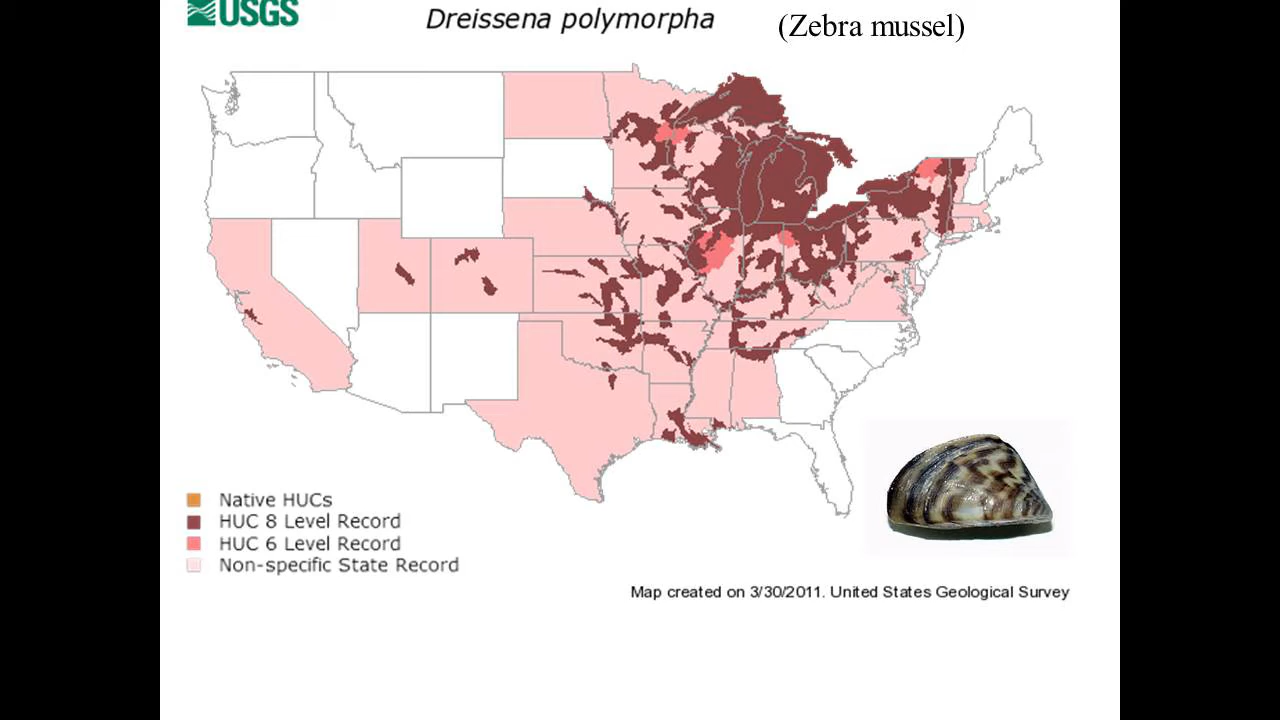 USGS
Dreissena polymorpha
(Zebra mussel)
Native HUCs
HUC 8 Level Record
HUC 6 Level Record
Non-specific State Record
Map created on 3/30/2011. United States Geological Survey